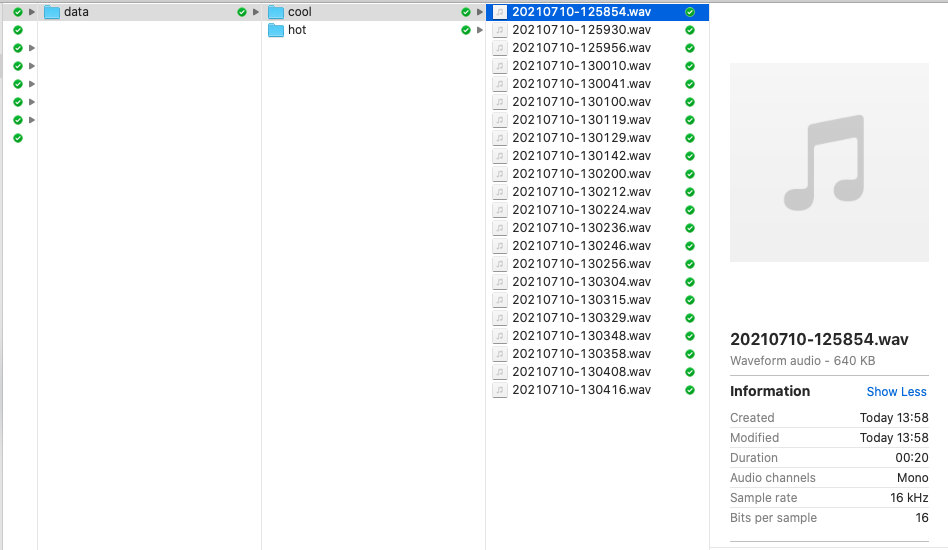 data
cool
hot
20210710-125854.wav
20210710-125930.wav
20210710-125956.wav
20210710-130010.wav
20210710-130041.wav
20210710-130100.wav
20210710-130119.wav
20210710-130129.wav
20210710-130142.wav
20210710-130200.wav
20210710-130212.wav
20210710-130224.wav
20210710-130236.wav
20210710-130246.wav
20210710-130256.wav
20210710-130304.wav
20210710-130315.wav
20210710-130329.wav
20210710-130348.wav
20210710-130358.wav
20210710-130408.wav
20210710-130416.wav
20210710-125854.wav
Waveform audio - 640 KB
Information Show Less
Created Today 13:58
Modified Today 13:58
Duration 00:20
Audio channels Mono
Sample rate 16 kHz
Bits per sample 16